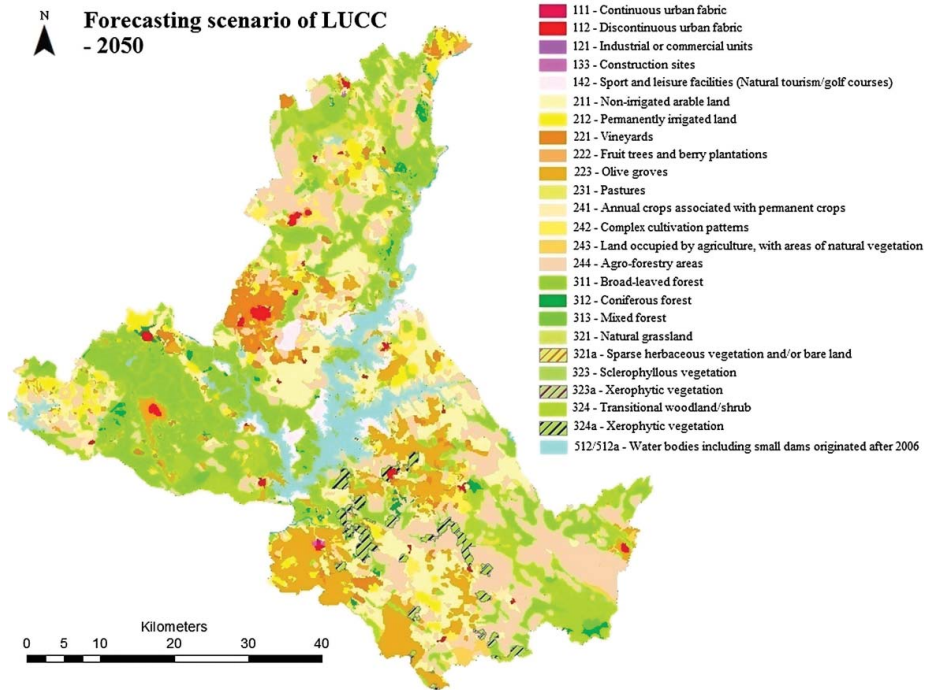 N
Forecasting scenario of LUCC
- 2050
111 - Continuous urban fabric
112 - Discontinuous urban fabric
121 - Industrial or commercial units
133 - Construction sites
142 - Sport and leisure facilities (Natural tourism/golf courses)
211 - Non-irrigated arable land
212 - Permanently irrigated land
221 - Vineyards
222 - Fruit trees and berry plantations
223 - Olive groves
231 - Pastures
241 - Annual crops associated with permanent crops
242 - Complex cultivation patterns
243 - Land occupied by agriculture, with areas of natural vegetation
244 - Agro-forestry areas
311 - Broad-leaved forest
312 - Coniferous forest
313 - Mixed forest
321 - Natural grassland
321a - Sparse herbaceous vegetation and/or bare land
323 - Sclerophyllous vegetation
323a - Xerophytic vegetation
324 - Transitional woodland/shrub
324a - Xerophytic vegetation
512/512a - Water bodies including small dams originated after 2006
Kilometers
0 5 10 20 30 40